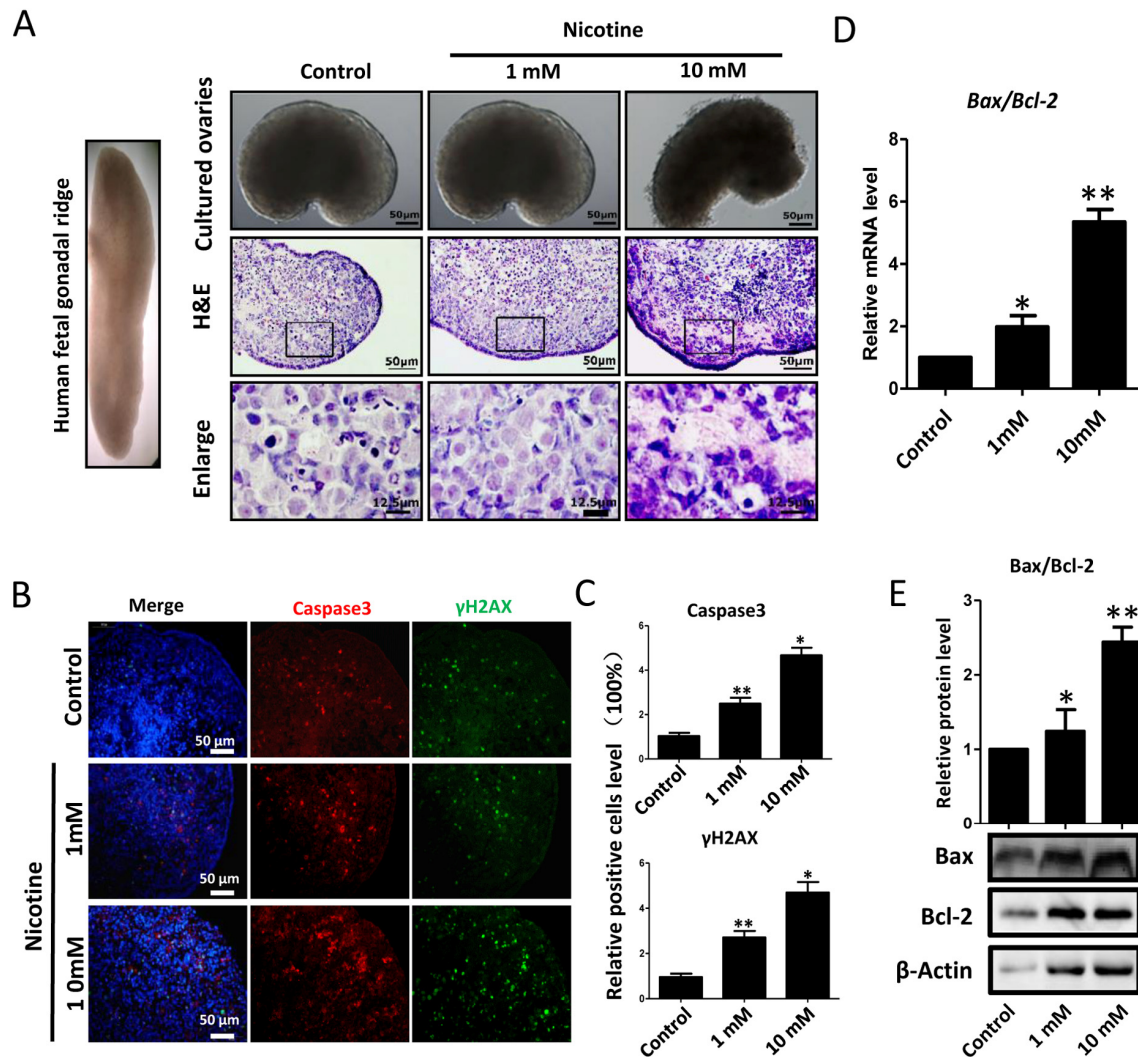 A
Nicotine
Control
1 mM
10 mM
Human fetal gonadal ridge
Cultured ovaries
50μm
50μm
50μm
H&E
50μm
50μm
50μm
Enlarge
12.5μm
12.5μm
12.5μm
D
Bax/Bcl-2
Relative mRNA level
8
6
4
2
0
*
**
Control
1mM
10mM
B
Merge
Caspase3
γH2AX
Control
50 μm
Nicotine
1mM
50 μm
1 0mM
50 μm
C
Relative positive cells level (100%)
Caspase3
6
4
2
0
**
*
Control
1 mM
10 mM
γH2AX
6
4
2
0
**
*
Control
1 mM
10 mM
E
Bax/Bcl-2
Reletive protein level
3
2
1
0
*
**
Bax
Bcl-2
β-Actin
Control
1 mM
10 mM